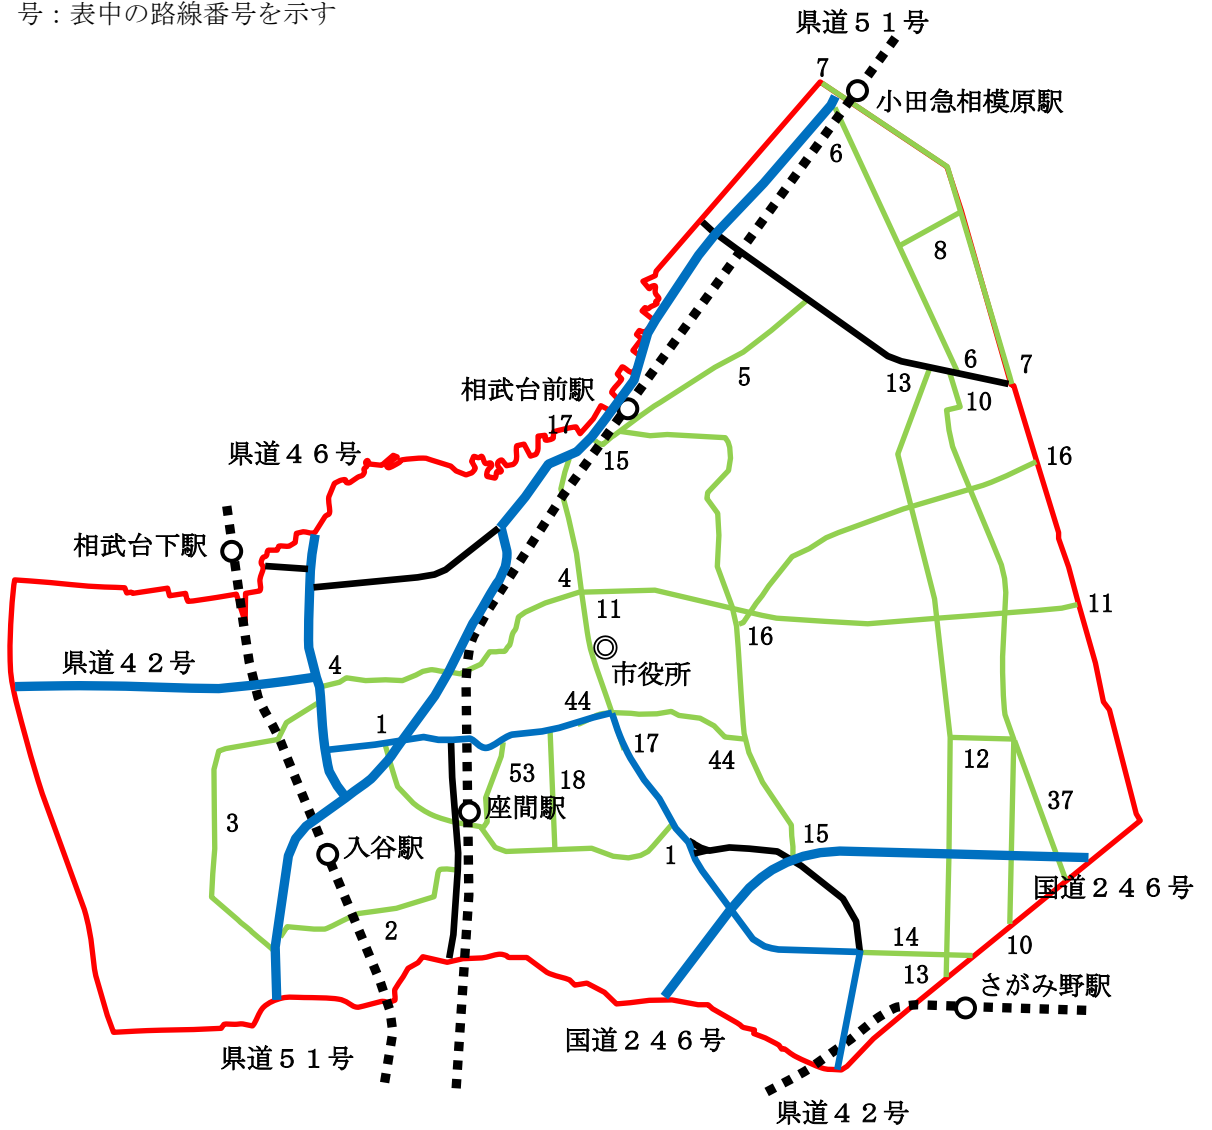 号：表中の路線番号を示す
県道５１号
7
小田急相模原駅
6
8
6
7
5
13
相武台前駅
10
17
県道４６号
15
16
相武台下駅
4
11
11
16
県道４２号
4
市役所
44
1
17
44
12
53
18
37
座間駅
3
15
入谷駅
1
国道２４６号
2
14
10
13
さがみ野駅
国道２４６号
県道５１号
県道４２号